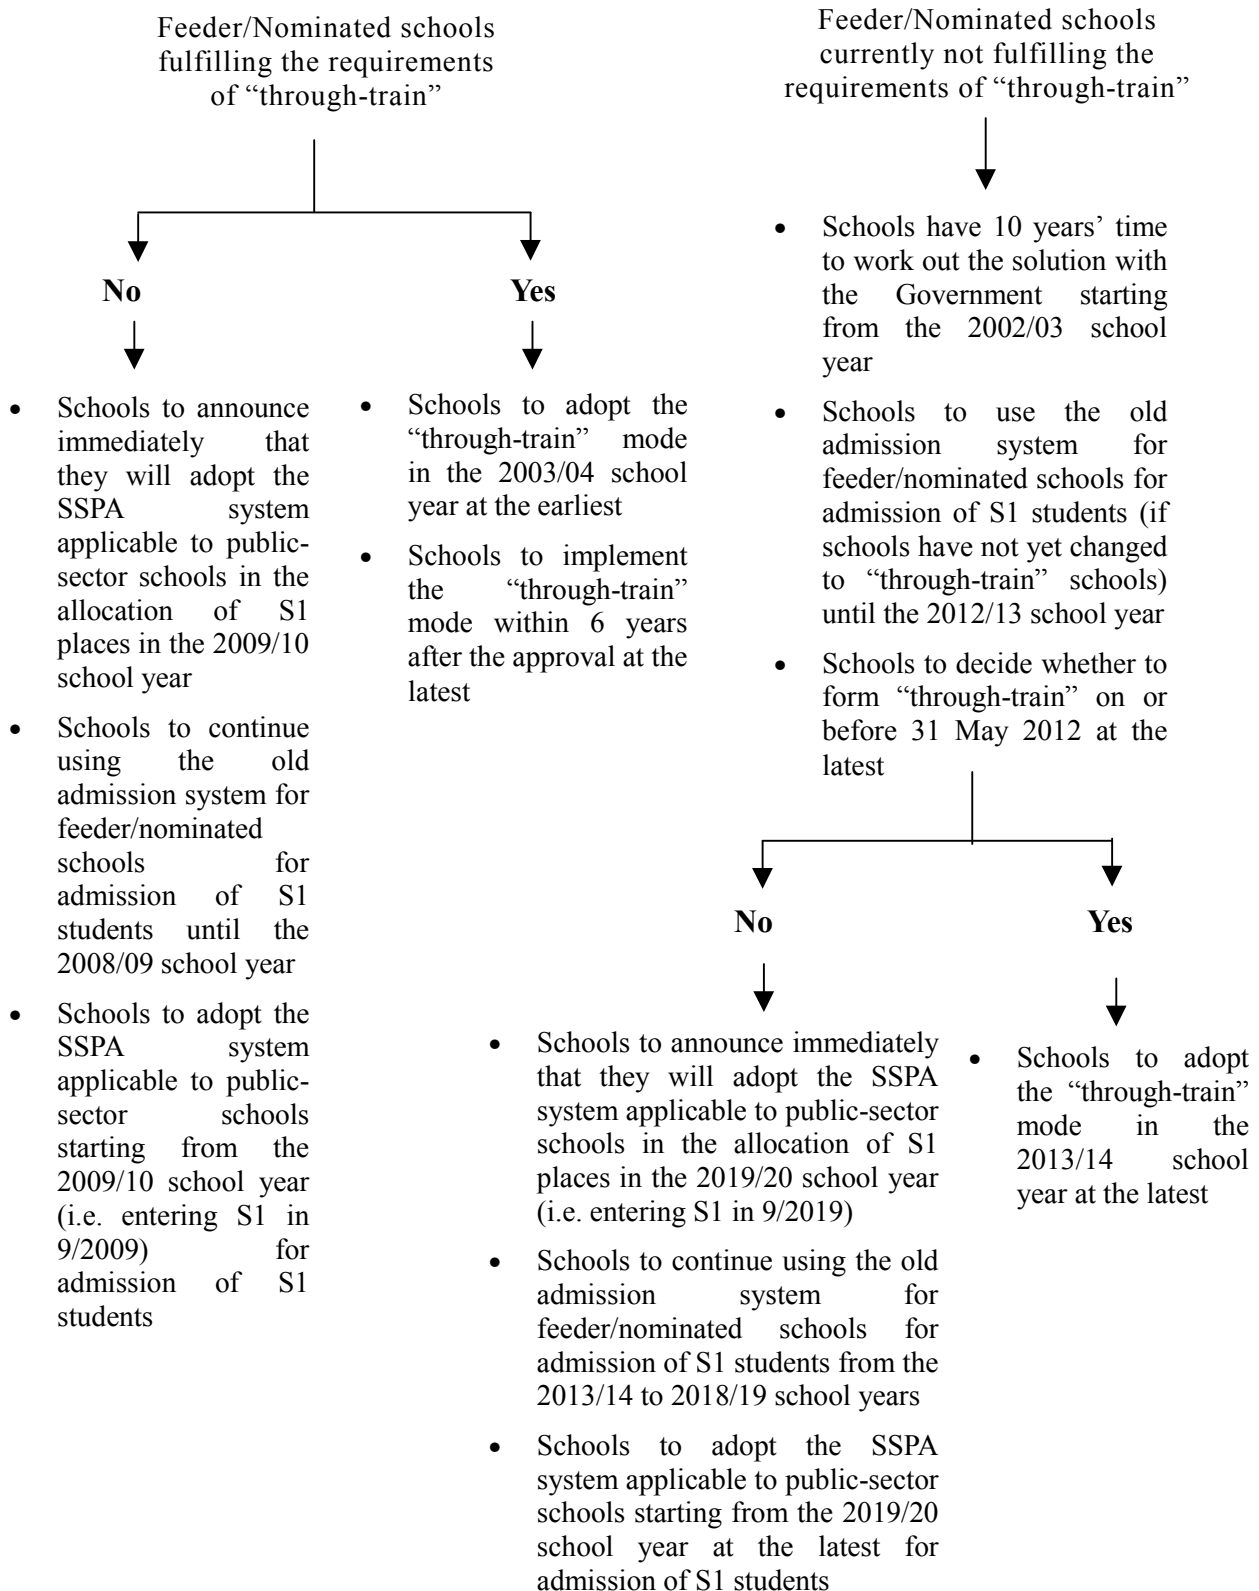 Feeder/Nominated schools
fulfilling the requirements
of “through-train”
No
Yes
• Schools to announce
immediately that
they will adopt the
SSPA system
applicable to public-
sector schools in the
allocation of S1
places in the 2009/10
school year
• Schools to continue
using the old
admission system for
feeder/nominated
schools for
admission of S1
students until the
2008/09 school year
• Schools to adopt the
SSPA system
applicable to public-
sector schools
starting from the
2009/10 school year
(i.e. entering S1 in
9/2009) for
admission of S1
students
• Schools to adopt the
“through-train” mode
in the 2003/04 school
year at the earliest
• Schools to implement
the “through-train”
mode within 6 years
after the approval at the
latest
Feeder/Nominated schools
currently not fulfilling the
requirements of “through-train”
• Schools have 10 years’ time
to work out the solution with
the Government starting
from the 2002/03 school
year
• Schools to use the old
admission system for
feeder/nominated schools for
admission of S1 students (if
schools have not yet changed
to “through-train” schools)
until the 2012/13 school year
• Schools to decide whether to
form “through-train” on or
before 31 May 2012 at the
latest
No
Yes
• Schools to announce immediately
that they will adopt the SSPA
system applicable to public-sector
schools in the allocation of S1
places in the 2019/20 school year
(i.e. entering S1 in 9/2019)
• Schools to continue using the old
admission system for
feeder/nominated schools for
admission of S1 students from the
2013/14 to 2018/19 school years
• Schools to adopt the SSPA
system applicable to public-sector
schools starting from the 2019/20
school year at the latest for
admission of S1 students
• Schools to adopt
the “through-train”
mode in the
2013/14 school
year at the latest